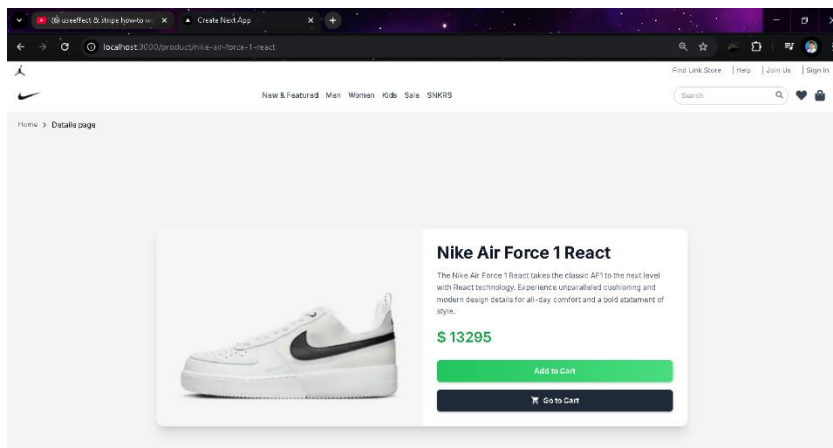 (6) useeffect & stripe how-to w
Create Next App
localhost:3000/product/nike-air-force-1-react
Find Link Store | Help | Join Us | Sign In
New & Featured Men Women Kids Sale SNKRS
Search
Home > Details page
Nike Air Force 1 React
The Nike Air Force 1 React takes the classic AF1 to the next level
with React technology. Experience unparalleled cushioning and
modern design details for all-day comfort and a bold statement of
style.
$ 13295
Add to Cart
Go to Cart